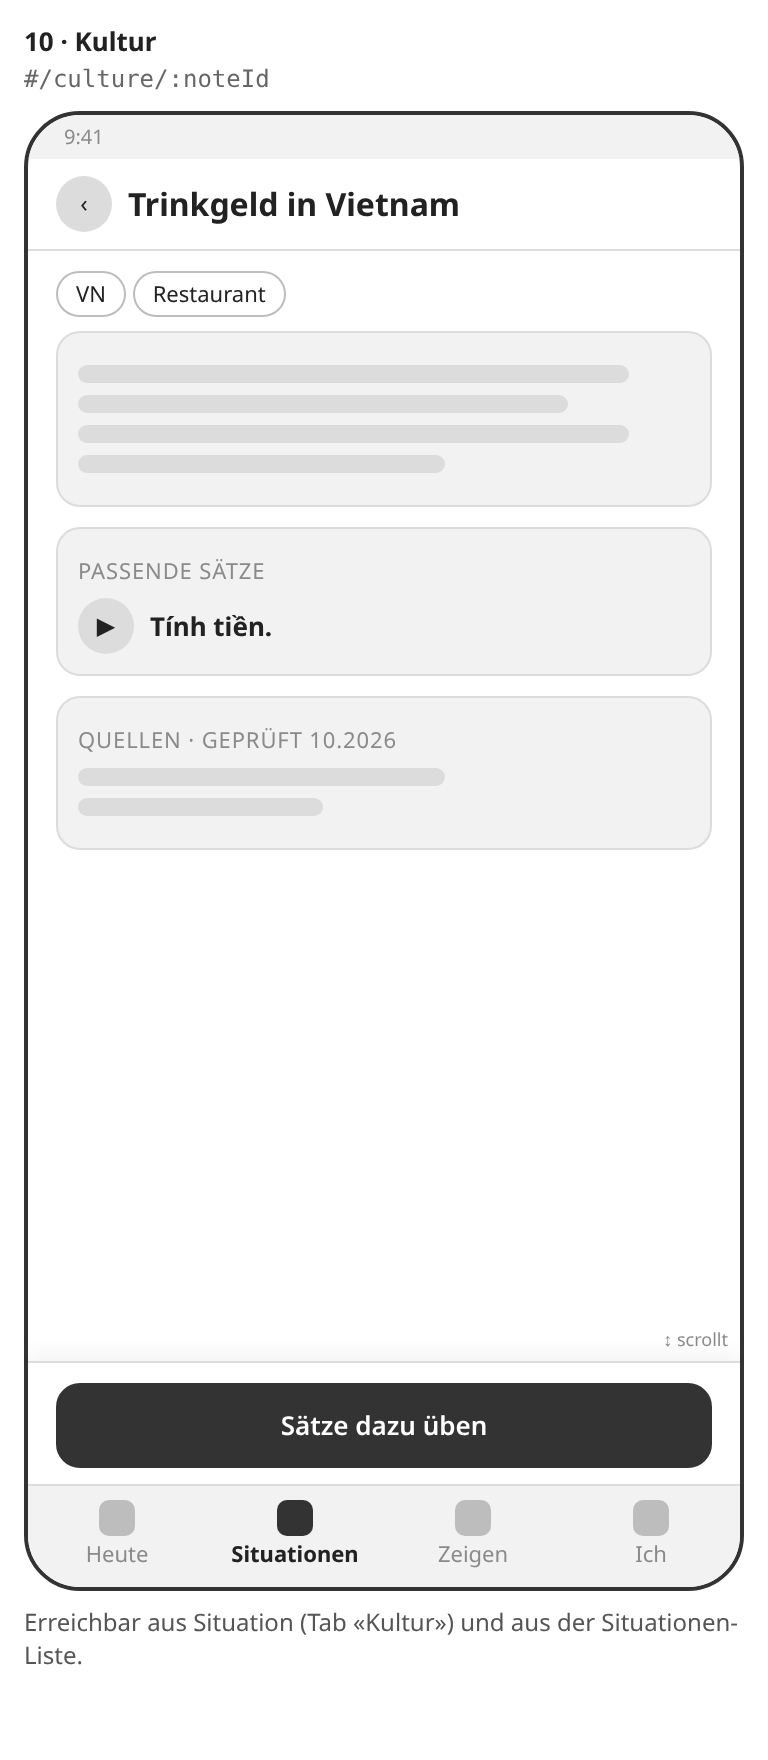 10 · Kultur
#/culture/:noteId
9:41
‹ Trinkgeld in Vietnam
VN Restaurant
PASSENDE SÄTZE
▶ Tính tiền.
QUELLEN · GEPRÜFT 10.2026
↕ scrollt
Sätze dazu üben
Heute Situationen Zeigen Ich
Erreichbar aus Situation (Tab «Kultur») und aus der Situationen-
Liste.